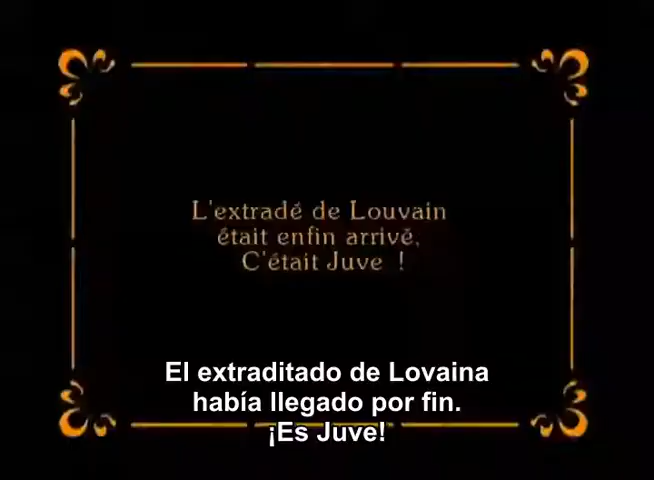 L'extradé de Louvain
était enfin arrivé.
C'était Juve !
El extraditado de Lovaina
había llegado por fin.
¡Es Juve!